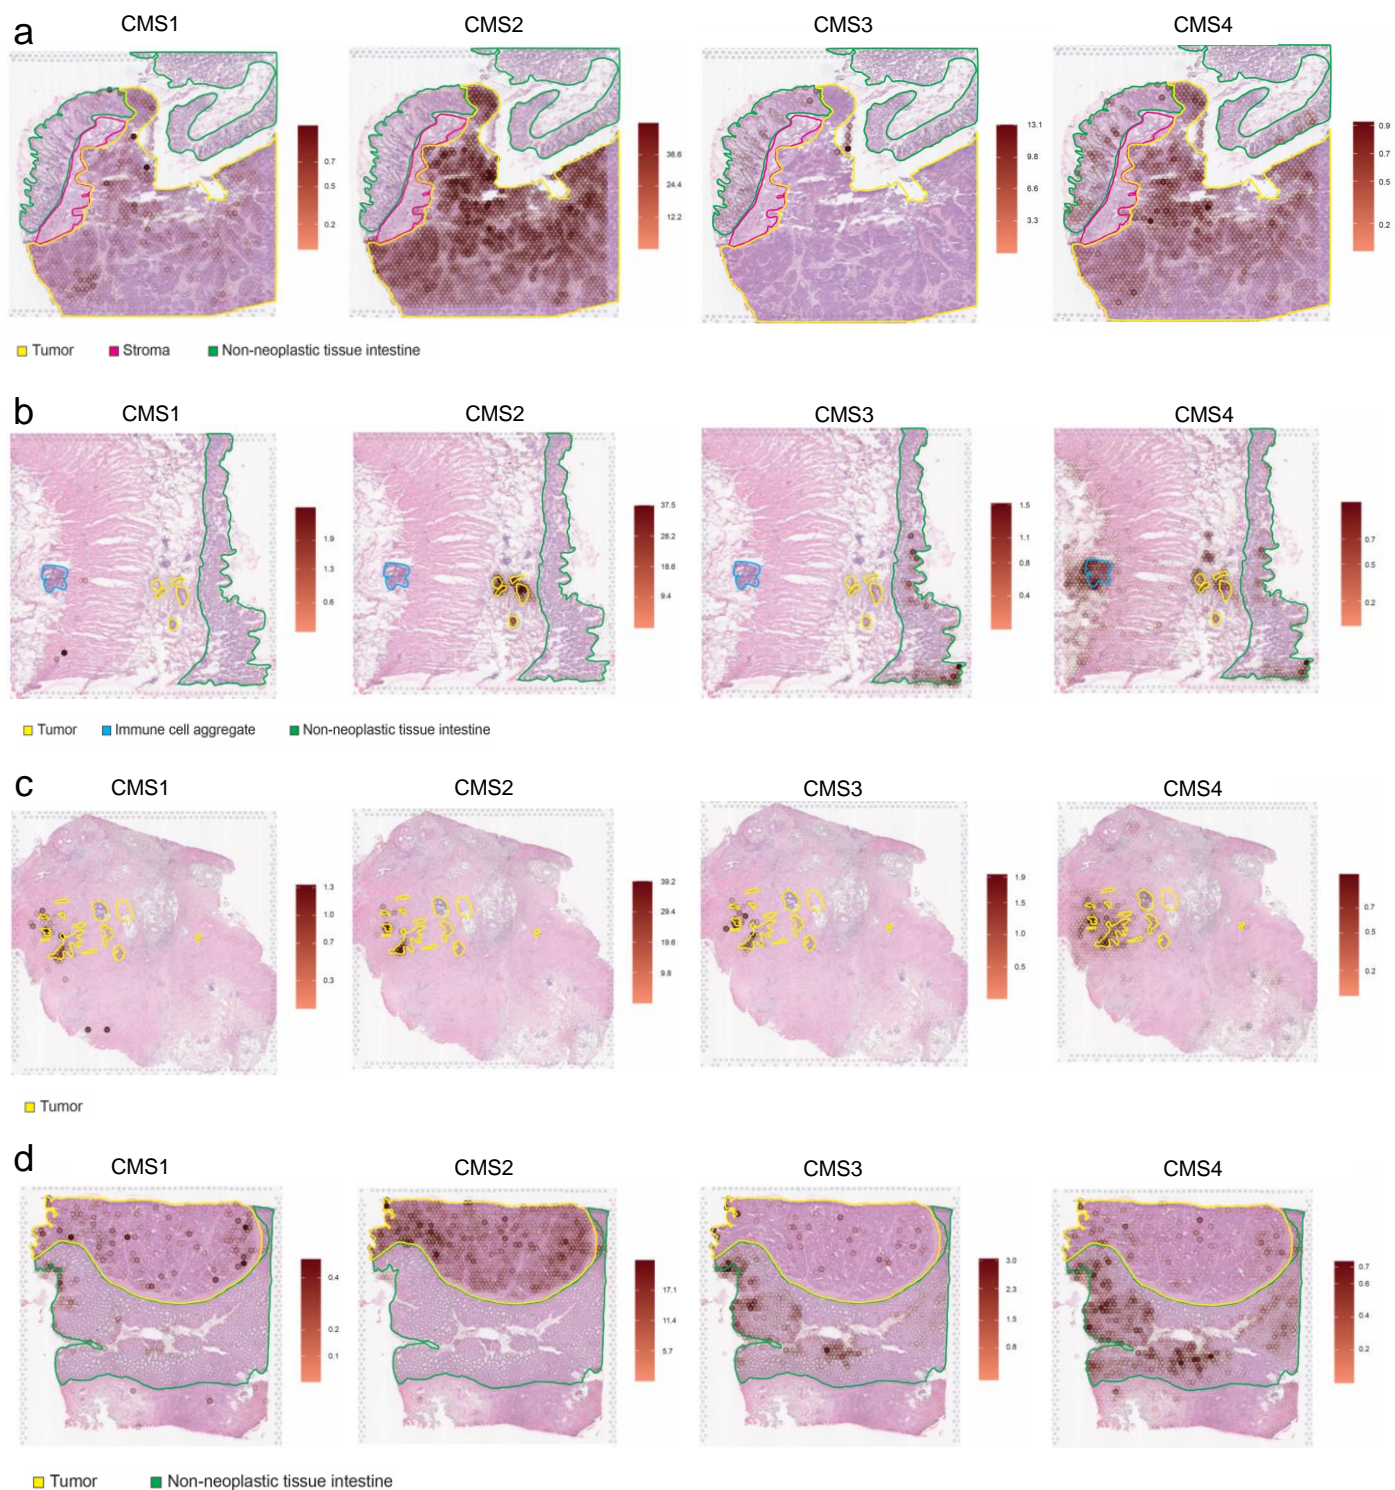 a
CMS1 CMS2 CMS3 CMS4
0.7 0.5 0.2
36.6 24.4 12.2
13.1 9.8 6.6 3.3
0.9 0.7 0.5 0.2
Tumor Stroma Non-neoplastic tissue intestine
b
CMS1 CMS2 CMS3 CMS4
1.9 1.3 0.6
37.5 28.2 18.6 9.4
1.5 1.1 0.8 0.4
0.7 0.5 0.2
Tumor Immune cell aggregate Non-neoplastic tissue intestine
c
CMS1 CMS2 CMS3 CMS4
1.3 1.0 0.7 0.3
39.2 29.4 19.6 9.8
1.9 1.5 1.0 0.5
0.7 0.5 0.2
Tumor
d
CMS1 CMS2 CMS3 CMS4
0.4 0.2 0.1
17.1 11.4 5.7
3.0 2.3 1.5 0.8
0.7 0.6 0.4 0.2
Tumor Non-neoplastic tissue intestine